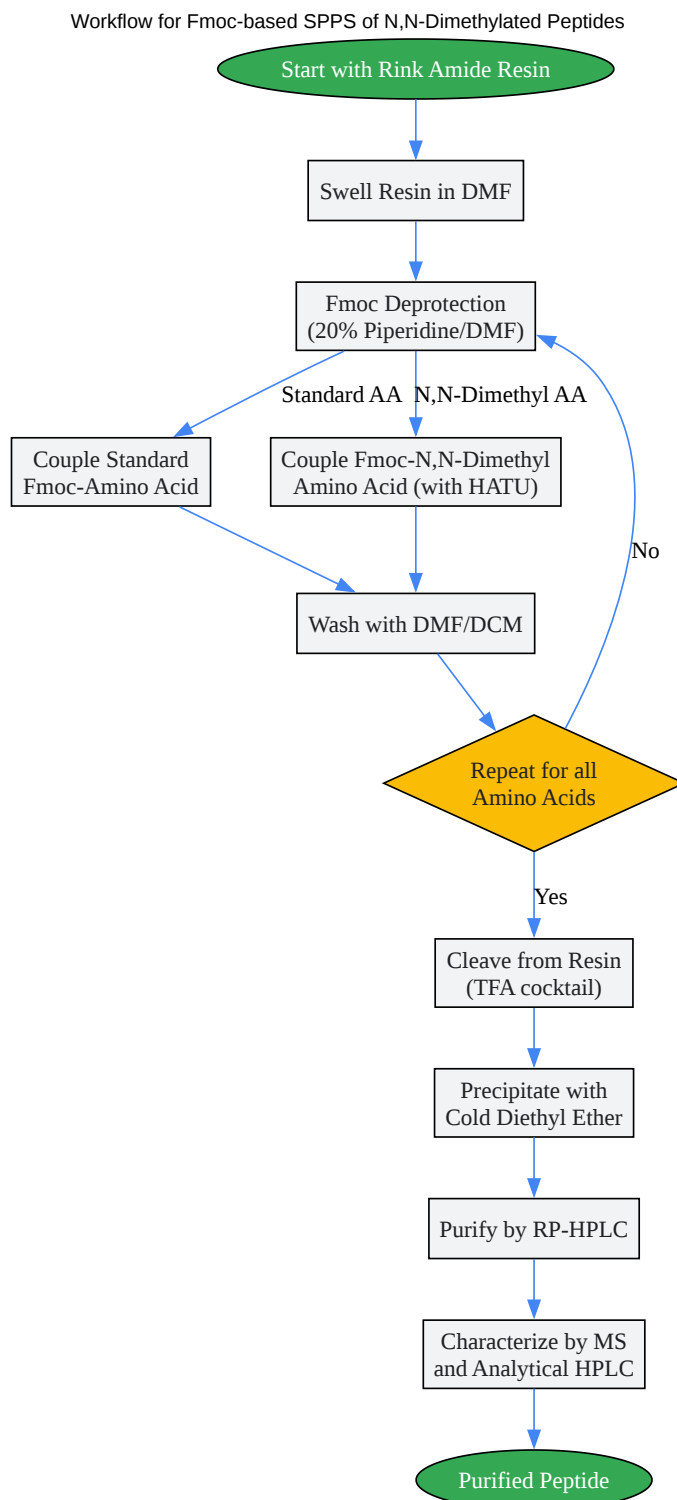 Workflow for Fmoc-based SPPS of N,N-Dimethylated Peptides
Start with Rink Amide Resin
Swell Resin in DMF
Fmoc Deprotection
(20% Piperidine/DMF)
Standard AA
N,N-Dimethyl AA
Couple Standard
Fmoc-Amino Acid
Couple Fmoc-N,N-Dimethyl
Amino Acid (with HATU)
No
Wash with DMF/DCM
Repeat for all
Amino Acids
Yes
Cleave from Resin
(TFA cocktail)
Precipitate with
Cold Diethyl Ether
Purify by RP-HPLC
Characterize by MS
and Analytical HPLC
Purified Peptide